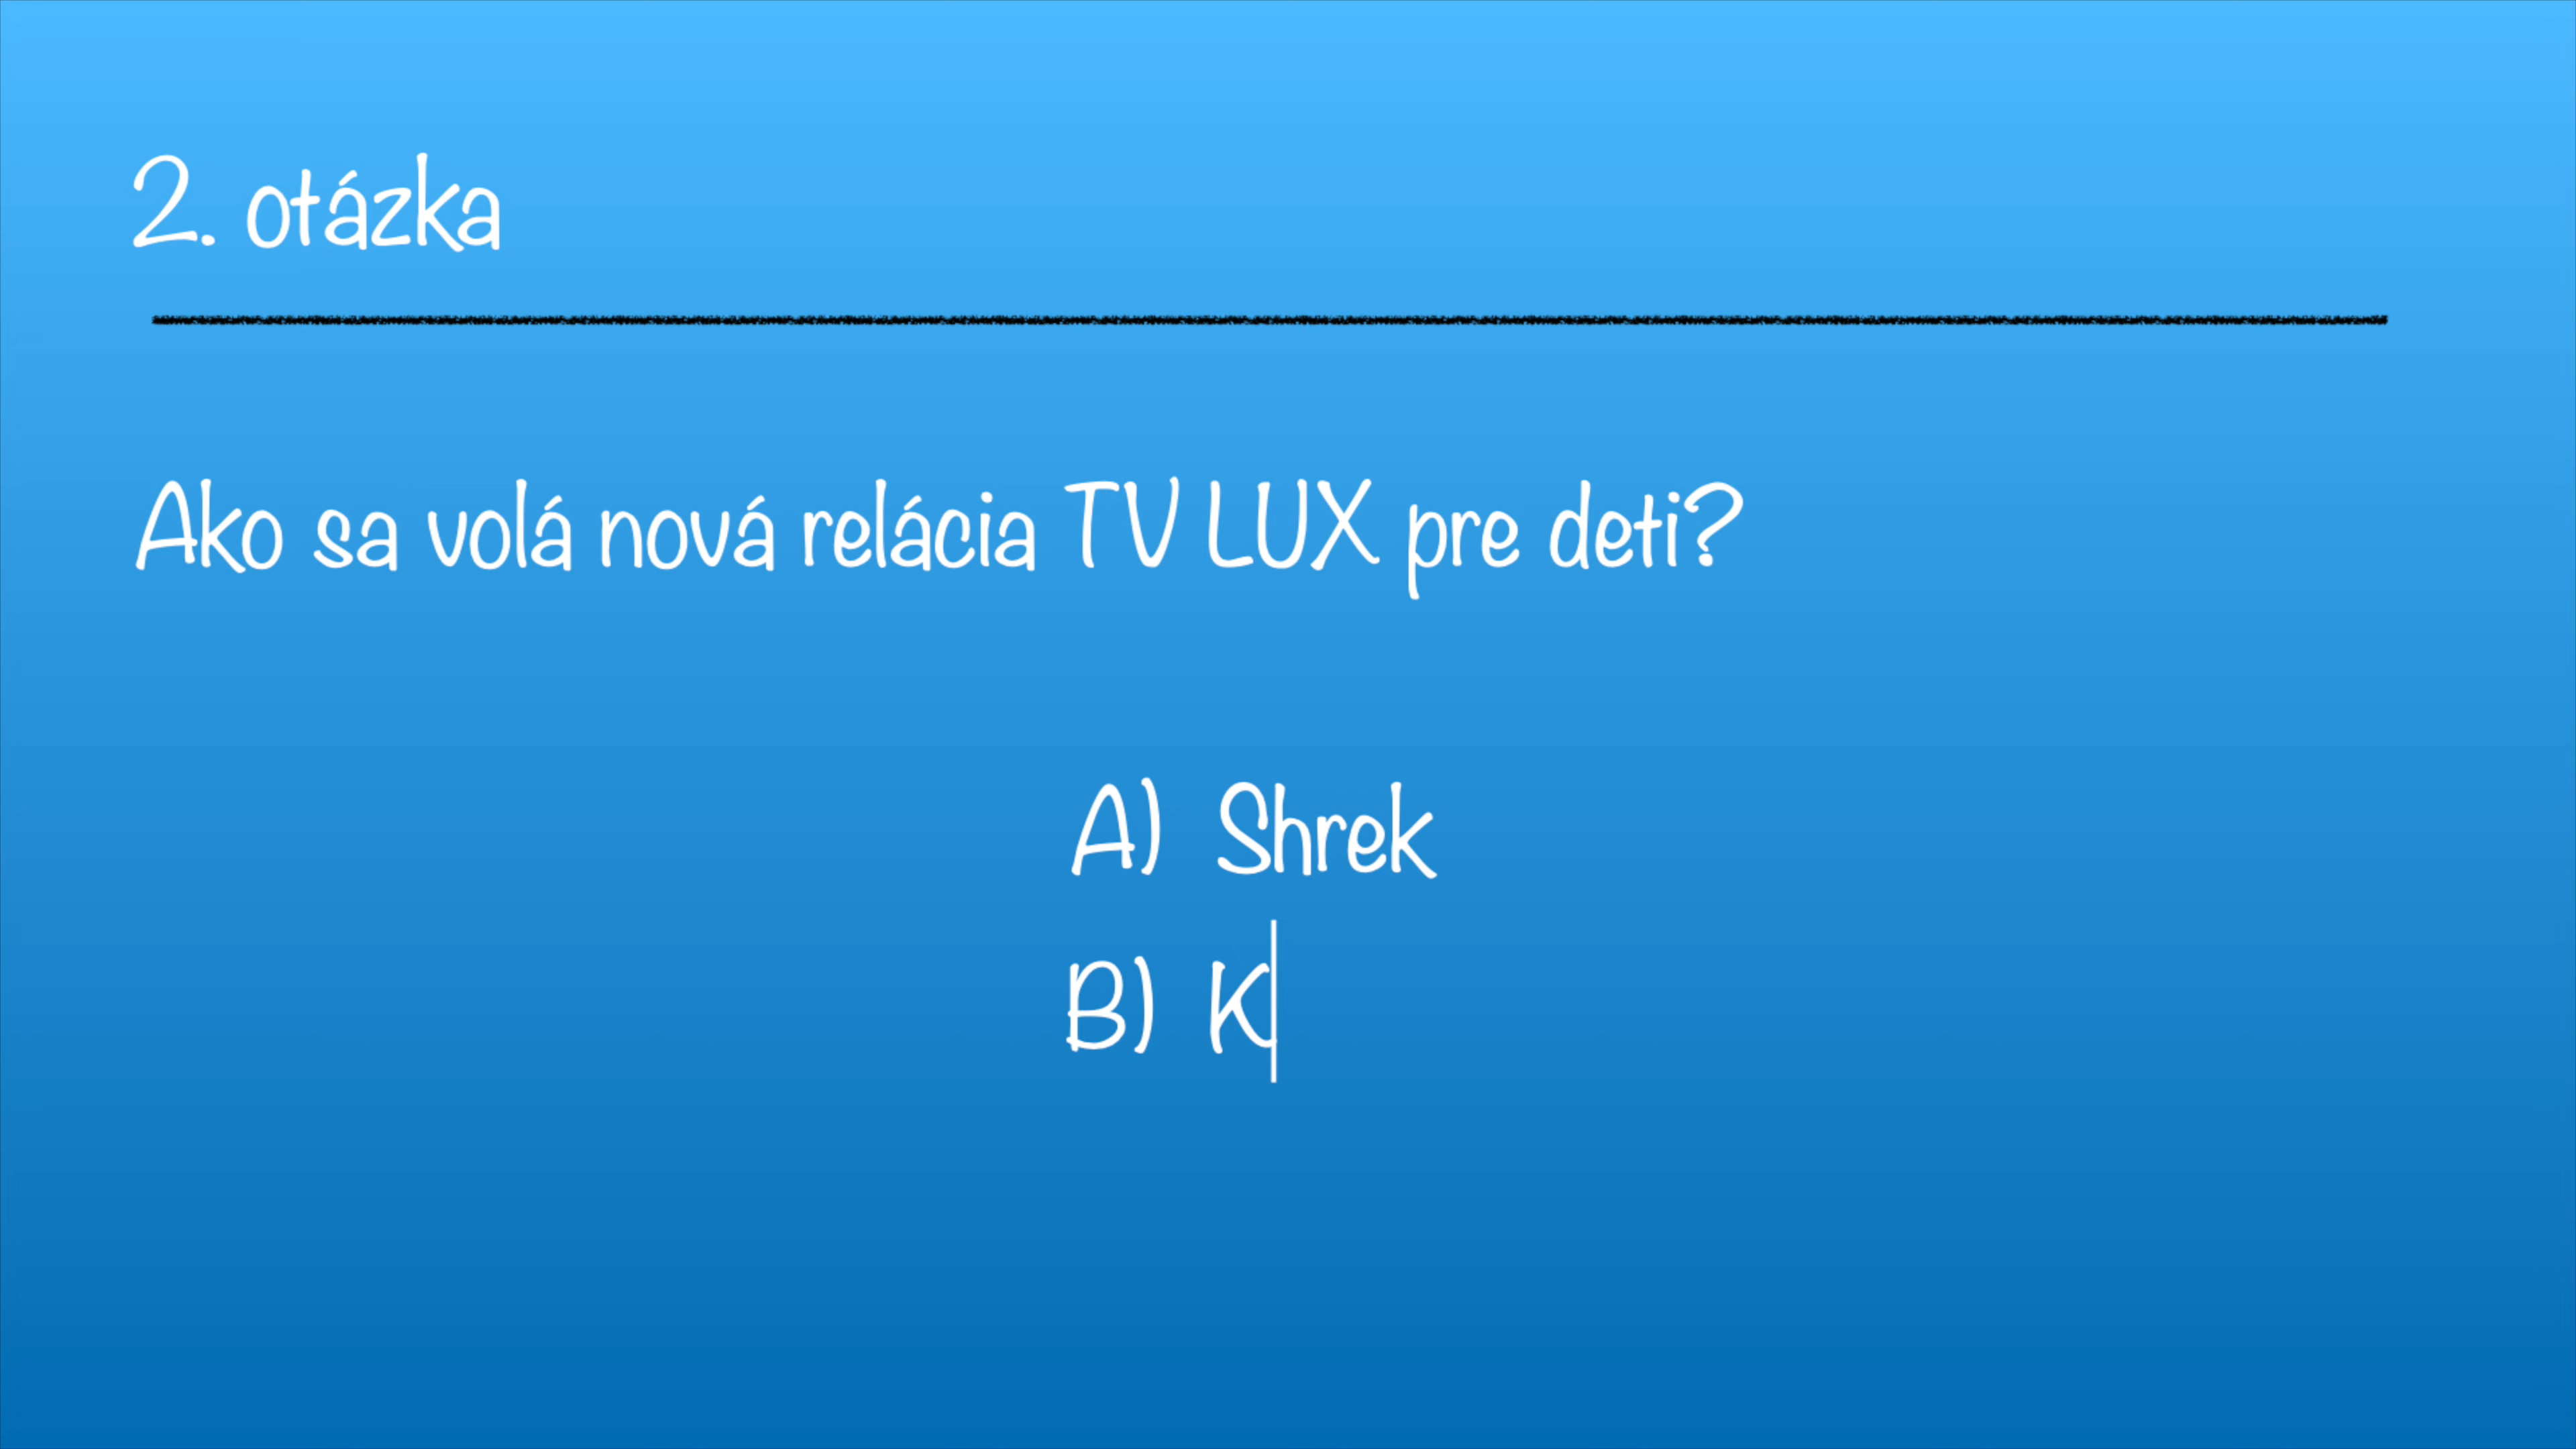 2. otázka
Ako sa volá nová relácia TV LUX pre deti?
A) Shrek
B) K